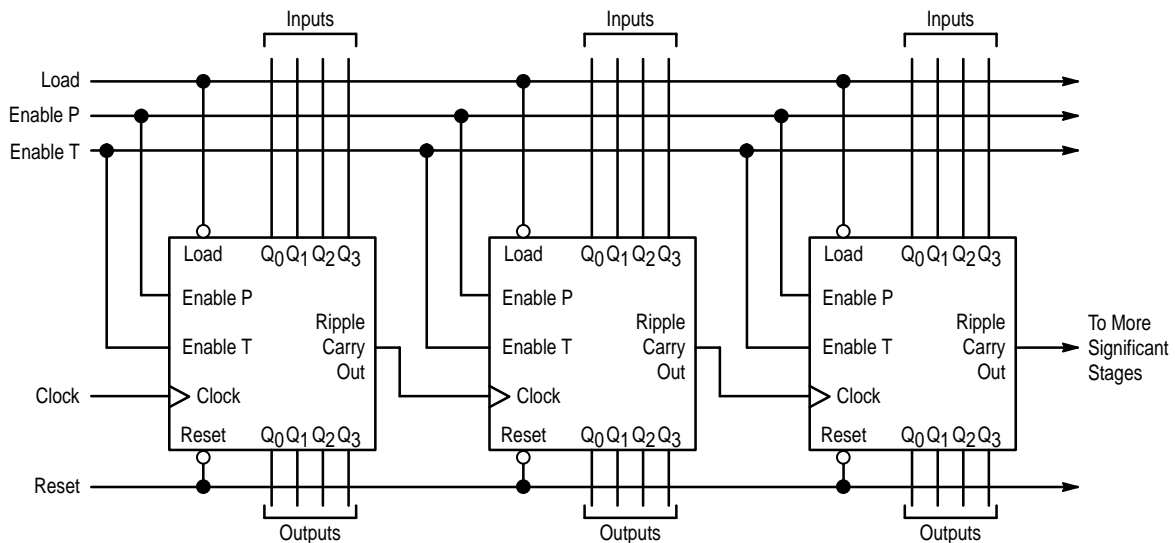 Inputs Inputs Inputs
Load
Enable P
Enable T
Load Q0 Q1 Q2 Q3 Load Q0 Q1 Q2 Q3 Load Q0 Q1 Q2 Q3
Enable P Enable P Enable P
Ripple Ripple Ripple To More
Enable T Carry Enable T Carry Enable T Carry Significant
Out Out Out Stages
Clock Clock Clock Clock
Reset Q0 Q1 Q2 Q3 Reset Q0 Q1 Q2 Q3 Reset Q0 Q1 Q2 Q3
Reset
Outputs Outputs Outputs